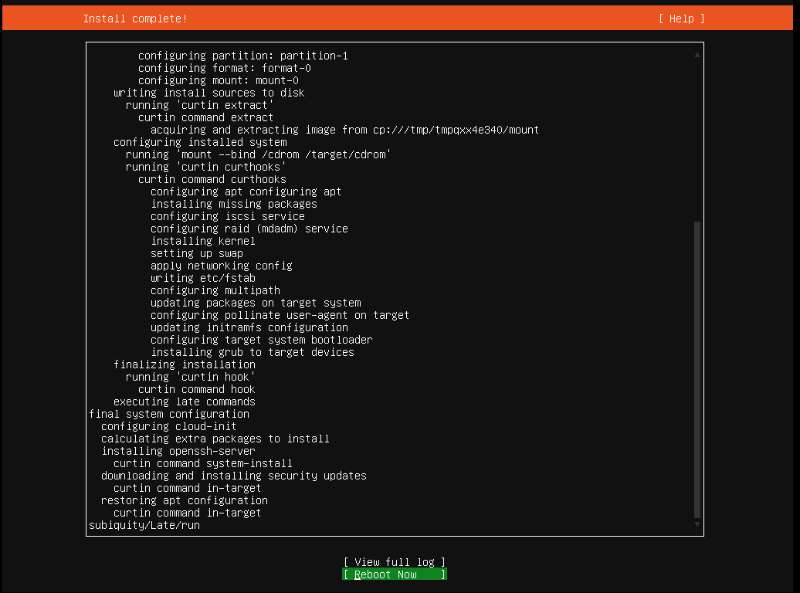 Install complete! [ Help ]
configuring partition: partition-1
configuring format: format-0
configuring mount: mount-0
writing install sources to disk
running 'curtin extract'
curtin command extract
acquiring and extracting image from cp:///tmp/tmpqxx4e340/mount
configuring installed system
running 'mount --bind /cdrom /target/cdrom'
running 'curtin curthooks'
curtin command curthooks
configuring apt configuring apt
installing missing packages
configuring iscsi service
configuring raid (mdadm) service
installing kernel
setting up swap
apply networking config
writing etc/fstab
configuring multipath
updating packages on target system
configuring pollinate user-agent on target
updating initramfs configuration
configuring target system bootloader
installing grub to target devices
finalizing installation
running 'curtin hook'
curtin command hook
executing late commands
final system configuration
configuring cloud-init
calculating extra packages to install
installing openssh-server
curtin command system-install
downloading and installing security updates
curtin command in-target
restoring apt configuration
curtin command in-target
subiquity/Late/run
[ View full log ]
[ Reboot Now ]